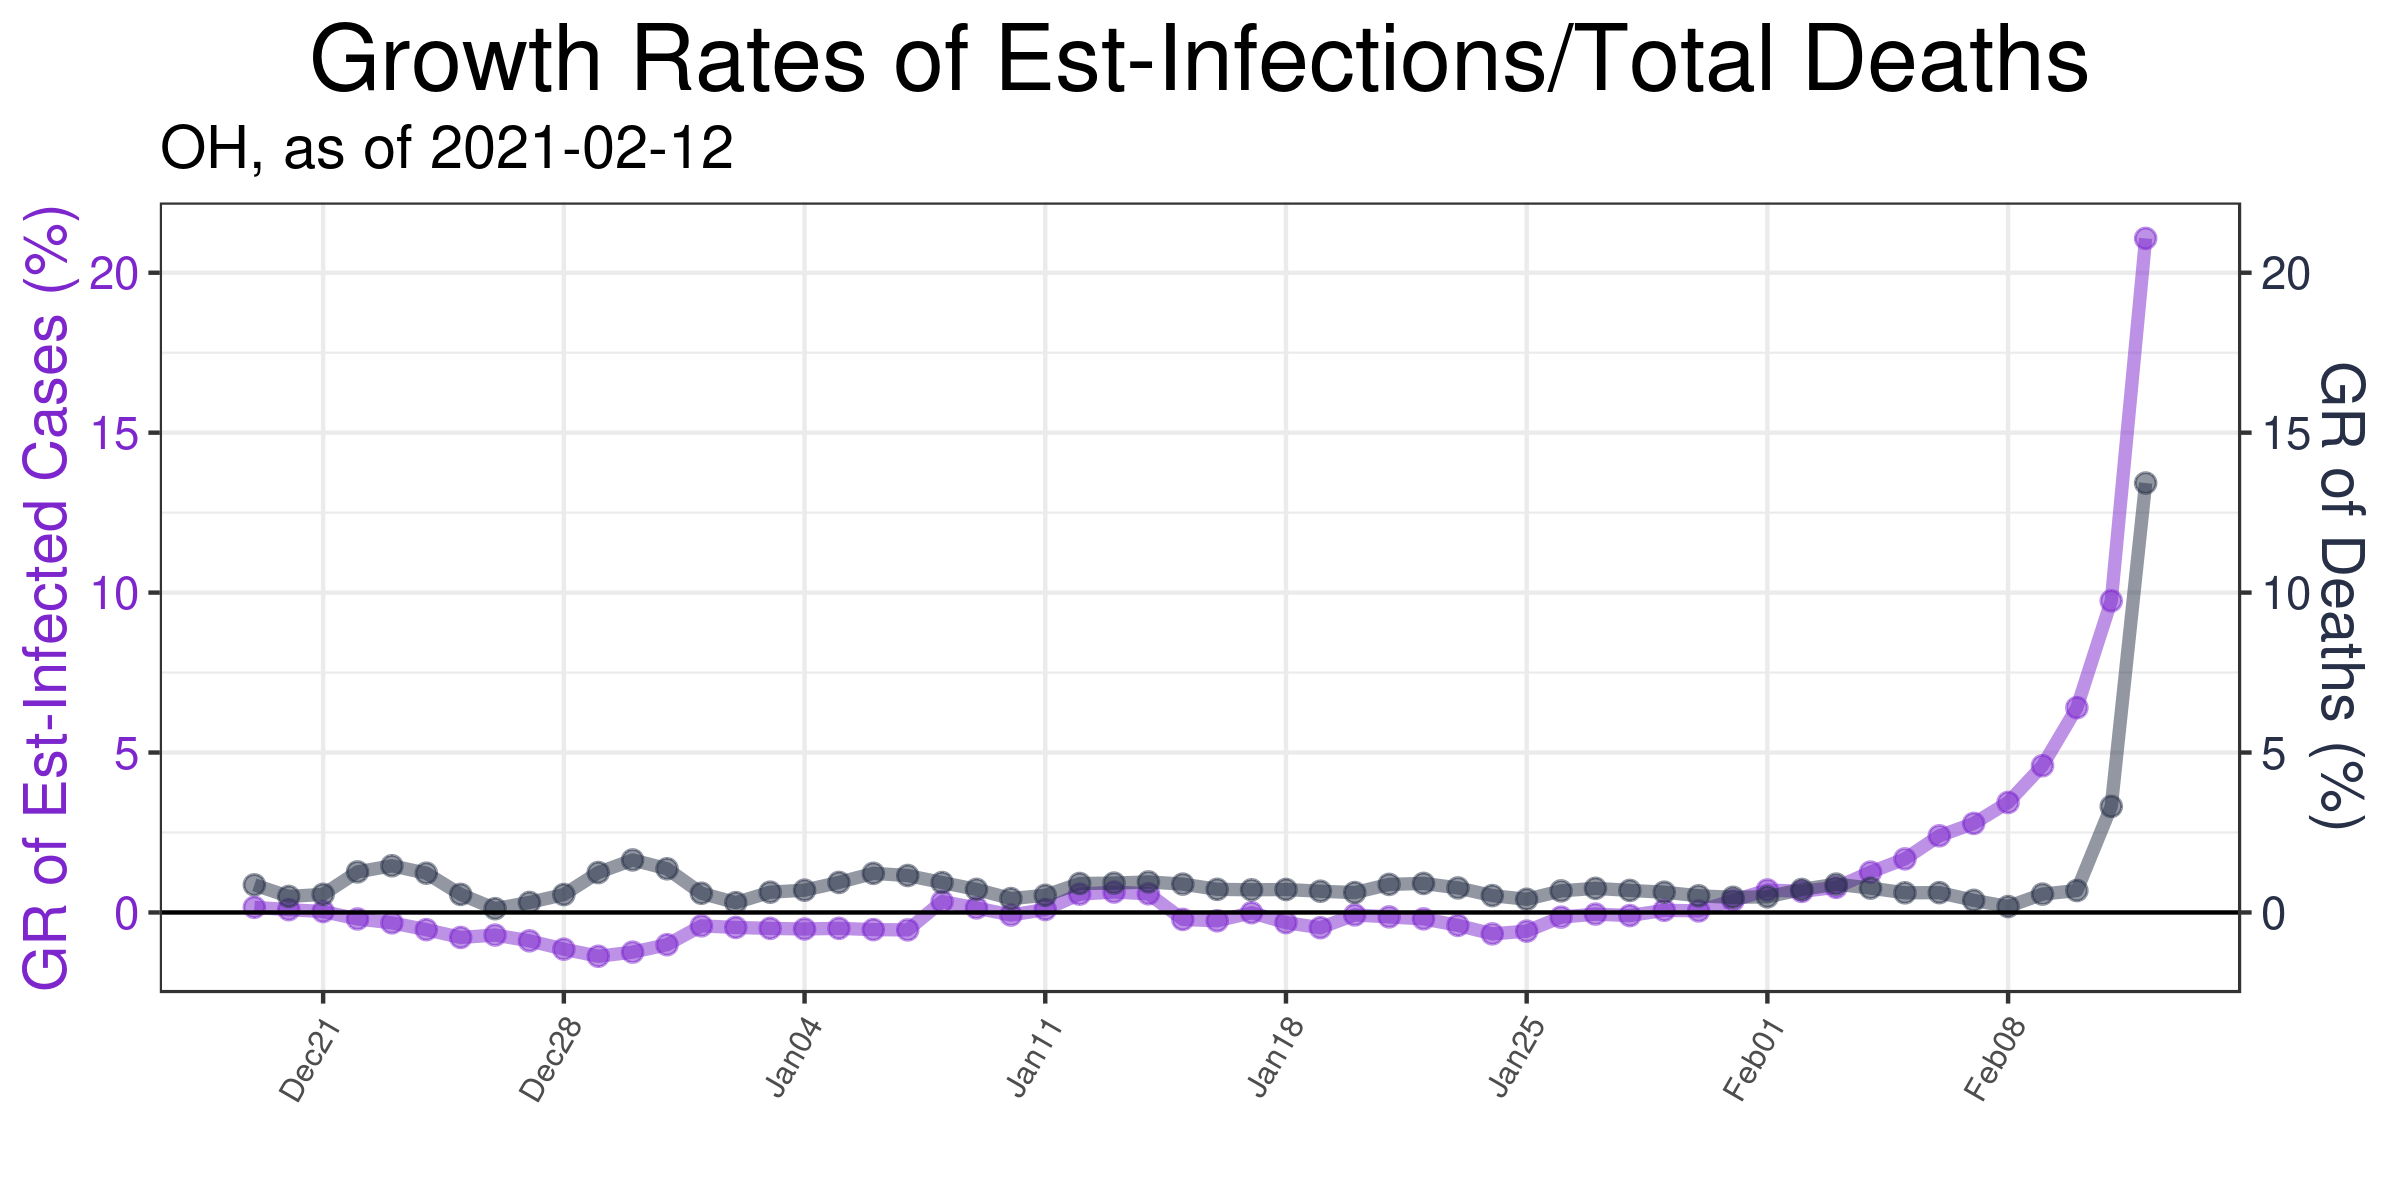 Growth Rates of Est-Infections/Total Deaths
OH, as of 2021-02-12
GR of Est-Infected Cases (%)
20
15
10
5
0
20
15
10
5
0
GR of Deaths (%)
Dec21
Dec28
Jan04
Jan11
Jan18
Jan25
Feb01
Feb08